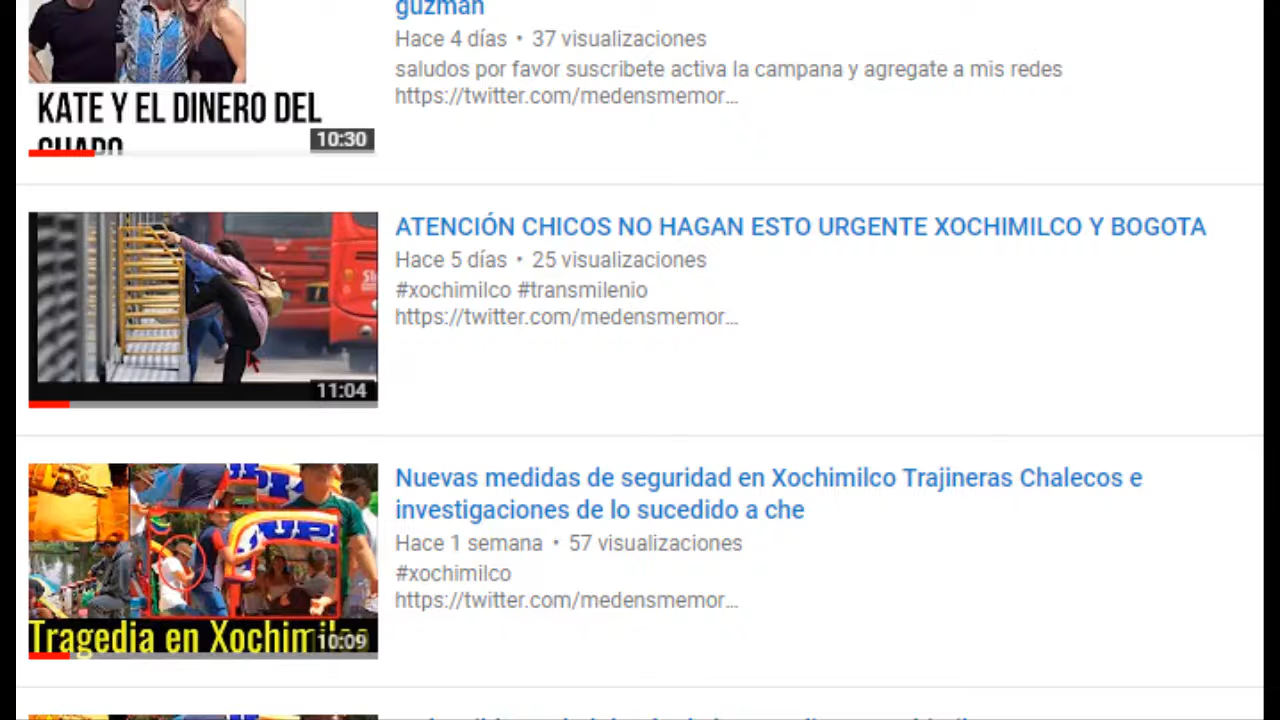 guzmán
Hace 4 días • 37 visualizaciones
saludos por favor suscribete activa la campana y agregate a mis redes
https://twitter.com/medensmemor...
KATE Y EL DINERO DEL
CHAPO
10:30
ATENCIÓN CHICOS NO HAGAN ESTO URGENTE XOCHIMILCO Y BOGOTA
Hace 5 días • 25 visualizaciones
#xochimilco #transmilenio
https://twitter.com/medensmemor...
11:04
Nuevas medidas de seguridad en Xochimilco Trajineras Chalecos e
investigaciones de lo sucedido a che
Hace 1 semana • 57 visualizaciones
#xochimilco
https://twitter.com/medensmemor...
Tragedia en Xochimilco
10:09